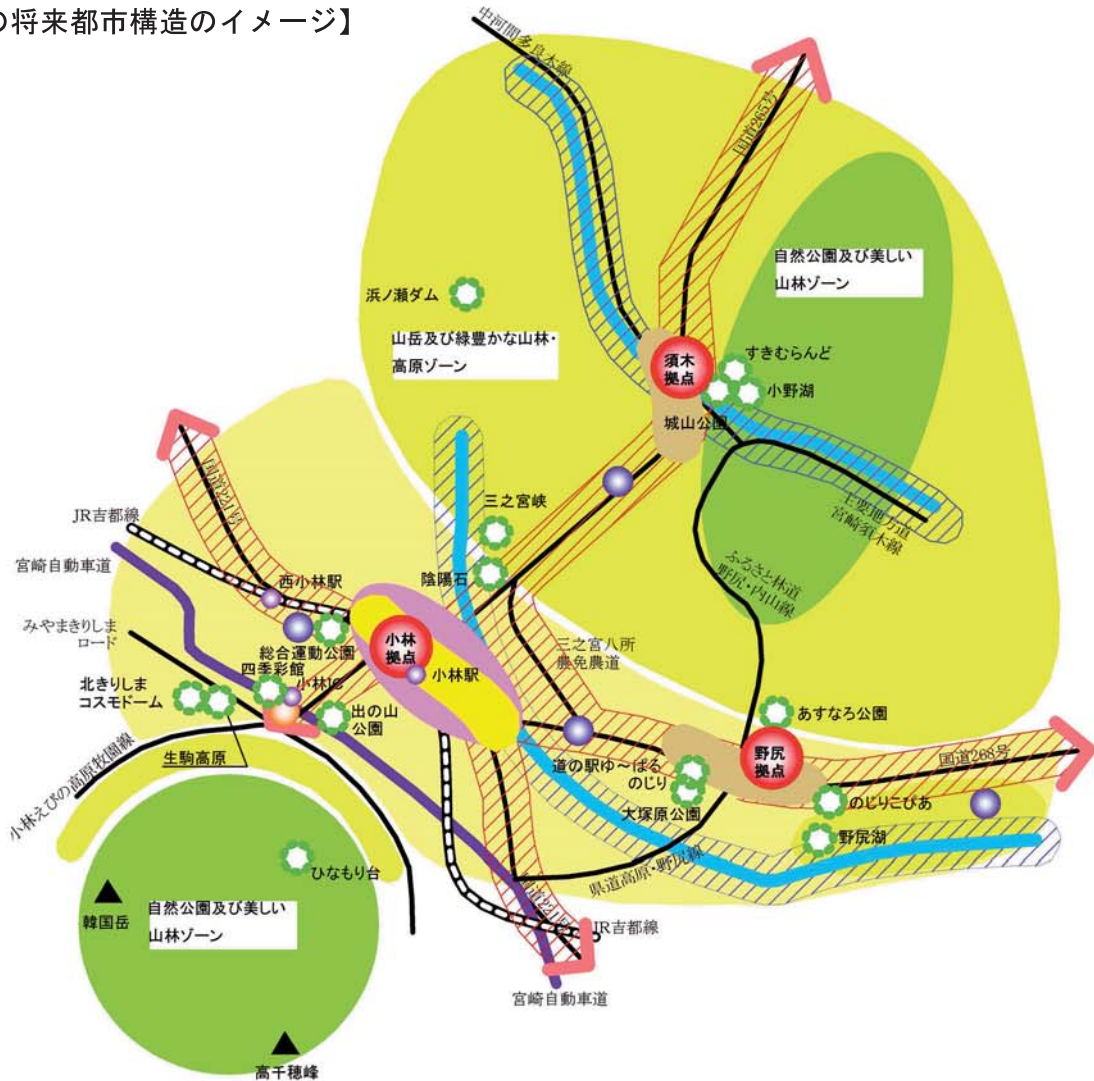 の将来都市構造のイメージ】
中河間多良木線
国道265号
自然公園及び美しい
山林ゾーン
浜ノ瀬ダム
山岳及び緑豊かな山林・
高原ゾーン
須木
拠点
すきむらんど
小野湖
城山公園
国道221号
三之宮峡
主要地方道
宮崎須木線
JR吉都線
宮崎自動車道
西小林駅
陰陽石
ふるさと林道
野尻・内山線
みやまきりしま
ロード
総合運動公園
小林
拠点
小林駅
三之宮八所
農免農道
四季彩館
小林IC
北きりしま
コスモドーム
出の山
公園
あすなろ公園
生駒高原
道の駅ゆ～ぱる
のじり
野尻
拠点
国道268号
大塚原公園
のじりこぴあ
小林えびの高原牧園線
野尻湖
ひなもり台
県道高原・野尻線
韓国岳
自然公園及び美しい
山林ゾーン
国道221号
JR吉都線
宮崎自動車道
高千穂峰